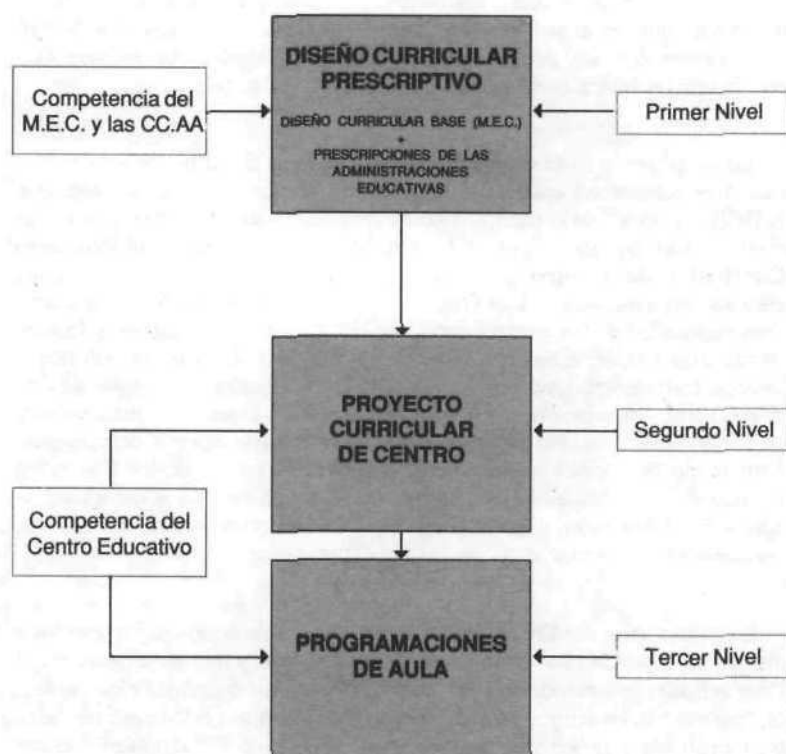 DISEÑO CURRICULAR
PRESCRIPTIVO
DISEÑO CURRICULAR BASE (M.E.C.)
+
PRESCRIPCIONES DE LAS
ADMINISTRACIONES
EDUCATIVAS
Competencia del
M.E.C. y las CC.AA
Primer Nivel
PROYECTO
CURRICULAR
DE CENTRO
Segundo Nivel
Competencia del
Centro Educativo
PROGRAMACIONES
DE AULA
Tercer Nivel